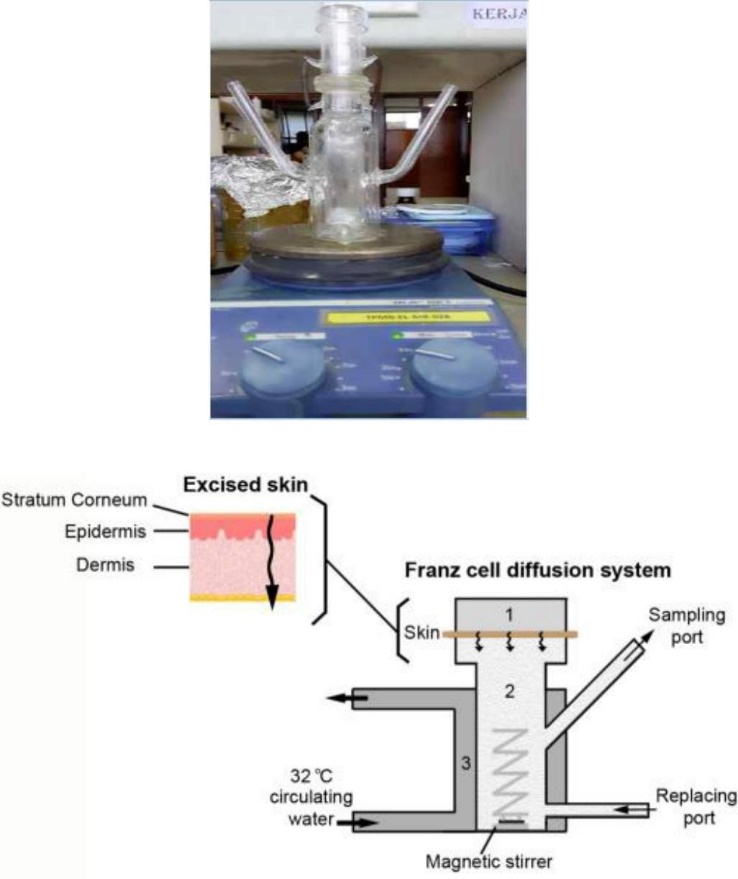 KERJA
Excised skin
Stratum Corneum
Epidermis
Dermis
Franz cell diffusion system
1
Skin
Sampling
port
2
3
32 °C
circulating
water
Replacing
port
Magnetic stirrer